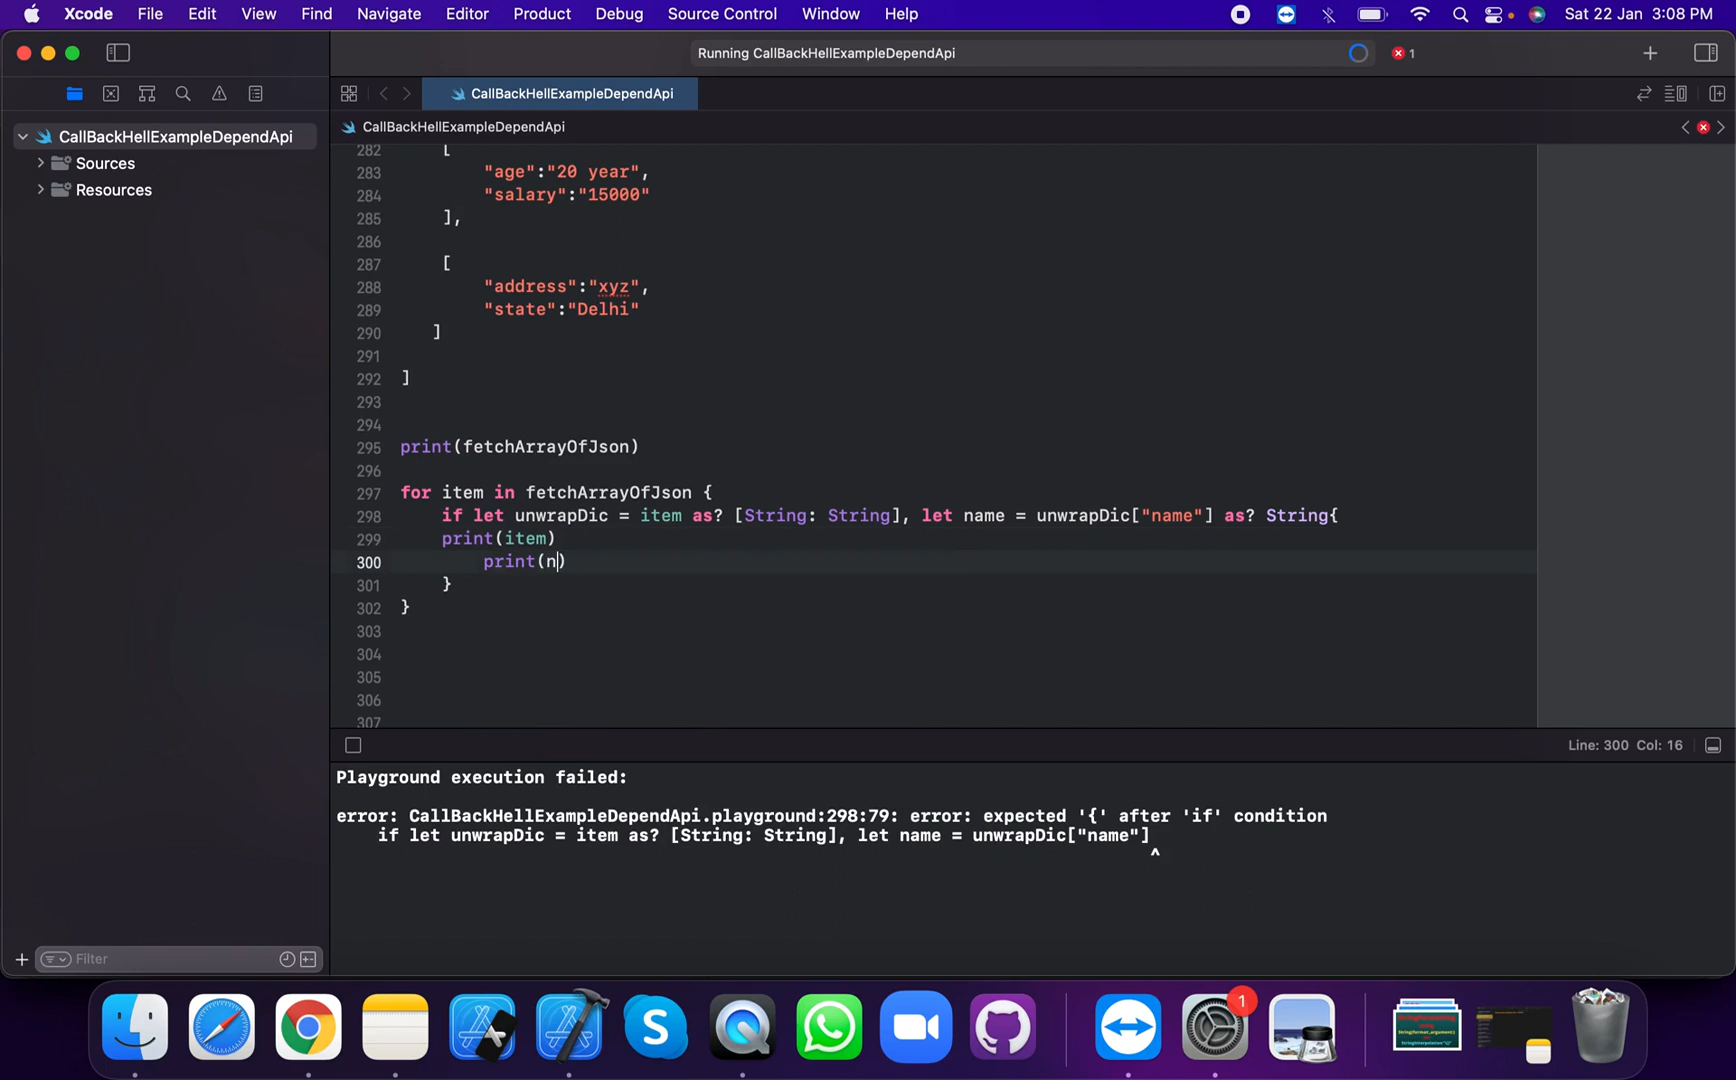 Xcode File Edit View Find Navigate Editor Product Debug Source Control Window Help Sat 22 Jan 3:08 PM
Running CallBackHellExampleDependApi 1
CallBackHellExampleDependApi
CallBackHellExampleDependApi
CallBackHellExampleDependApi
Sources
Resources
282 [
283 "age":"20 year",
284 "salary":"15000"
285 ],
286
287 [
288 "address":"xyz",
289 "state":"Delhi"
290 ]
291
292 ]
293
294
295 print(fetchArrayOfJson)
296
297 for item in fetchArrayOfJson {
298 if let unwrapDic = item as? [String: String], let name = unwrapDic["name"] as? String{
299 print(item)
300 print(n)
301 }
302 }
303
304
305
306
307
Line: 300 Col: 16
Playground execution failed:
error: CallBackHellExampleDependApi.playground:298:79: error: expected '{' after 'if' condition
if let unwrapDic = item as? [String: String], let name = unwrapDic["name"]
^
Filter
S
1